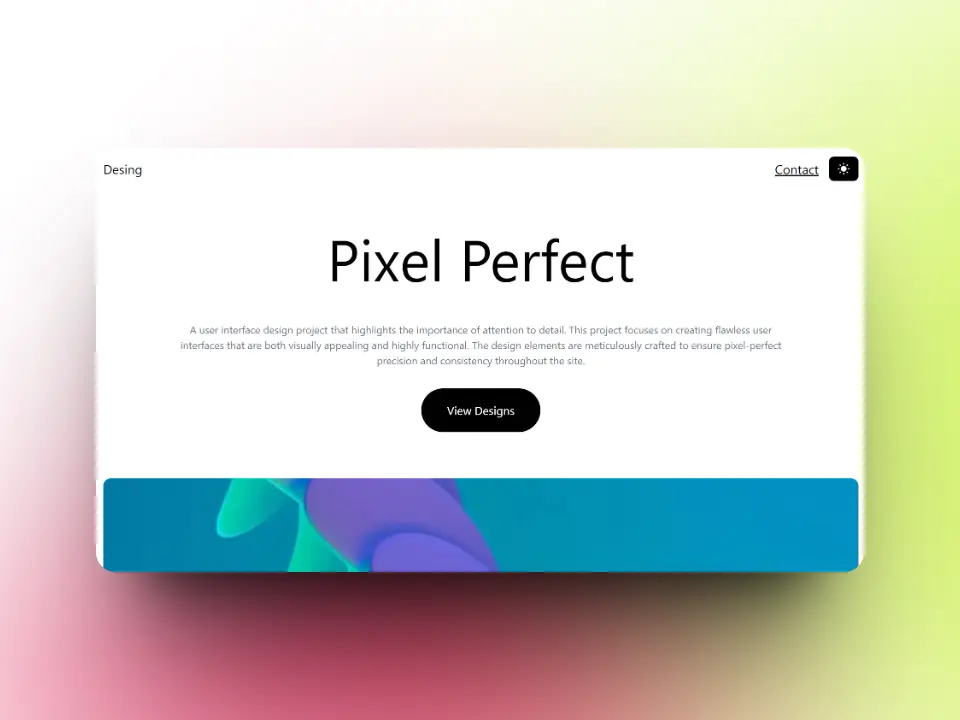 Desing
Contact
Pixel Perfect
A user interface design project that highlights the importance of attention to detail. This project focuses on creating flawless user
interfaces that are both visually appealing and highly functional. The design elements are meticulously crafted to ensure pixel-perfect
precision and consistency throughout the site.
View Designs